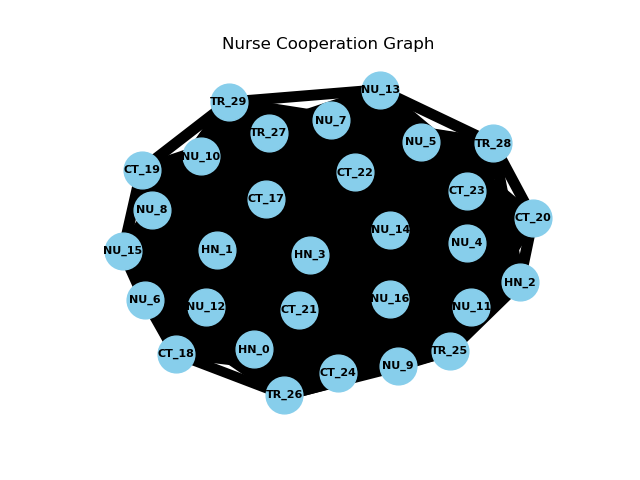 Nurse Cooperation Graph
NU_13
TR_29
NU_7
TR_27
NU_5
TR_28
NU_10
CT_19
CT_22
CT_23
CT_17
NU_8
CT_20
NU_14
NU_4
NU_15
HN_1
HN_3
HN_2
NU_6
NU_12
CT_21
NU_16
NU_11
CT_18
HN_0
TR_25
NU_9
CT_24
TR_26